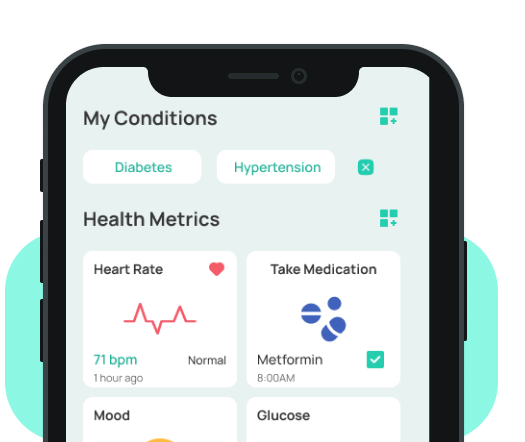 My Conditions
Diabetes Hypertension
Health Metrics
Heart Rate
Take Medication
71 bpm Normal
1 hour ago
Metformin
8:00AM
Mood
Glucose